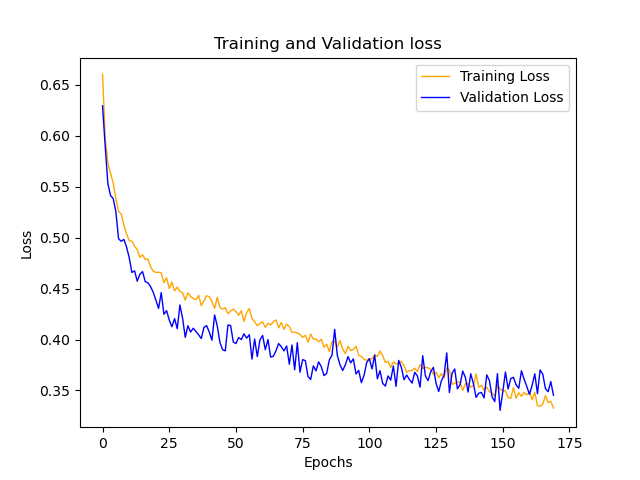 Training and Validation loss
Training Loss
Validation Loss
Loss
0.65
0.60
0.55
0.50
0.45
0.40
0.35
0 25 50 75 100 125 150 175
Epochs